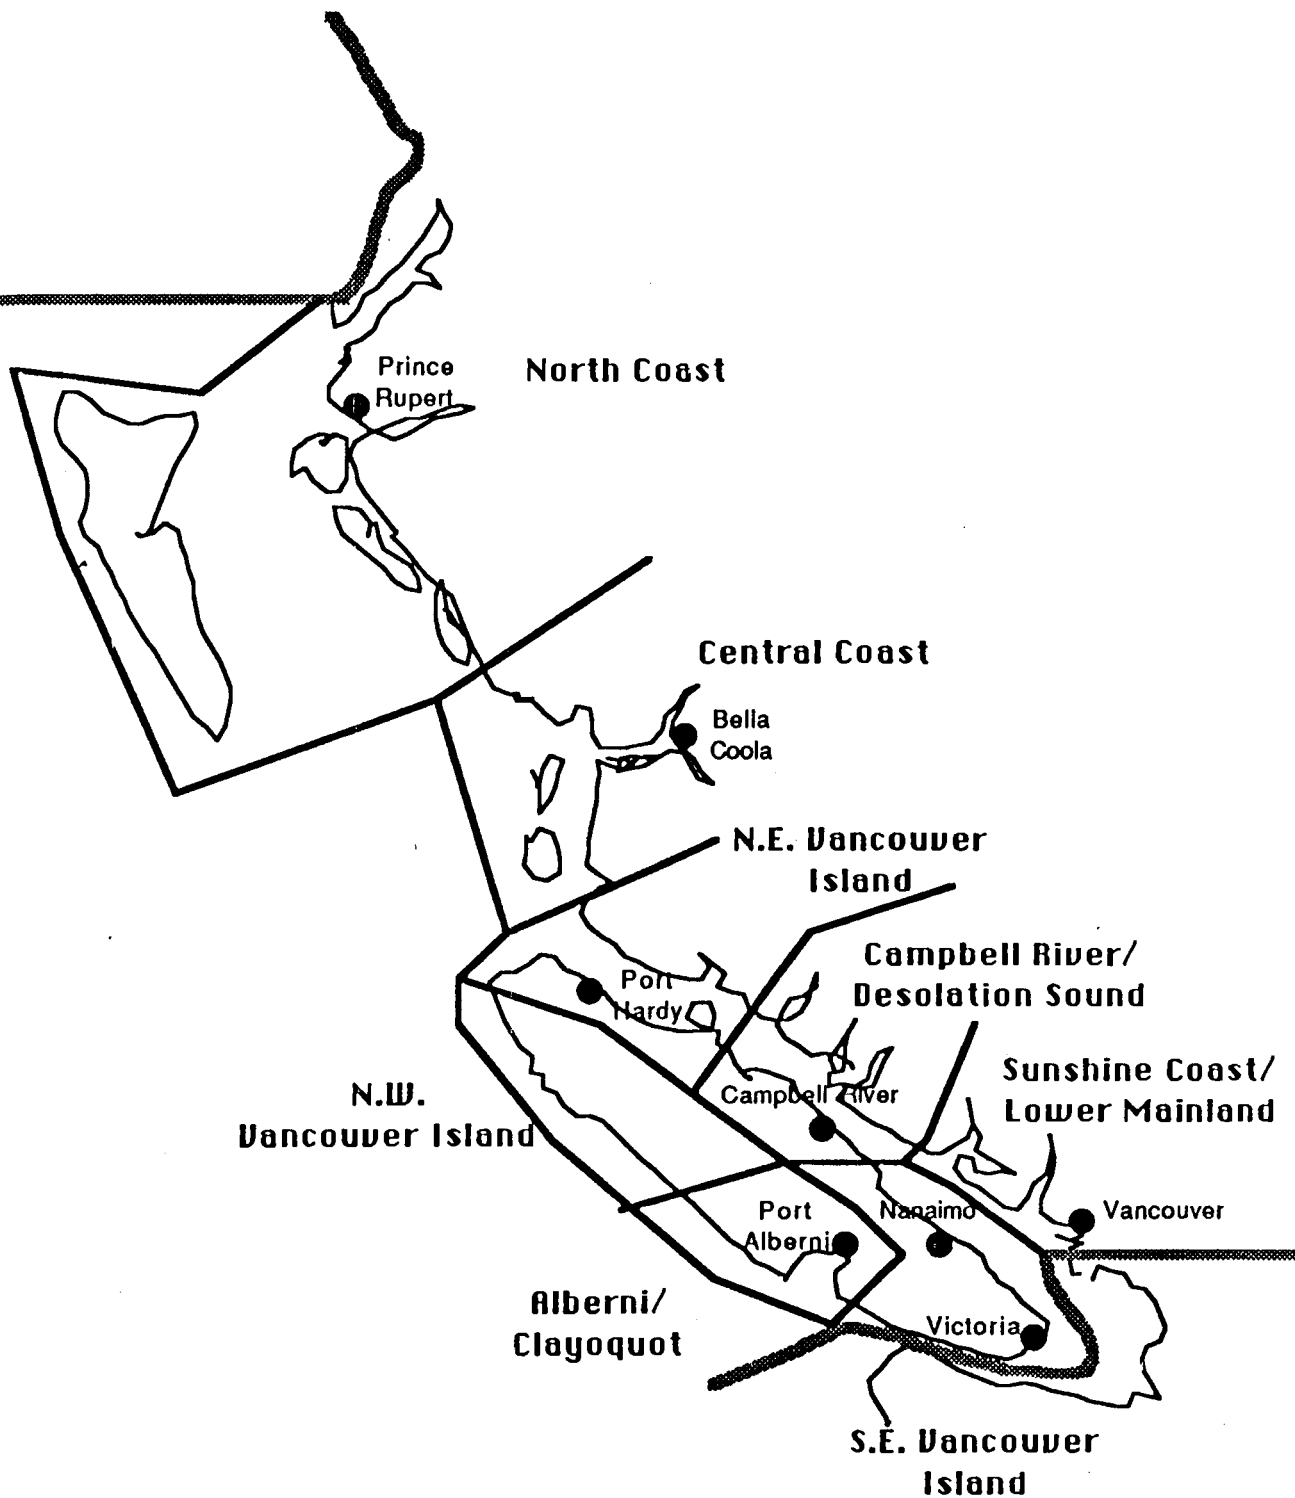 Prince
Rupert
North Coast
Central Coast
Bella
Coola
N.E. Vancouver
Island
Campbell River/
Desolation Sound
Port
Hardy
Sunshine Coast/
Lower Mainland
N.W.
Vancouver Island
Campbell River
Port
Alberni
Nanaimo
Vancouver
Alberni/
Clayoquot
Victoria
S.E. Vancouver
Island